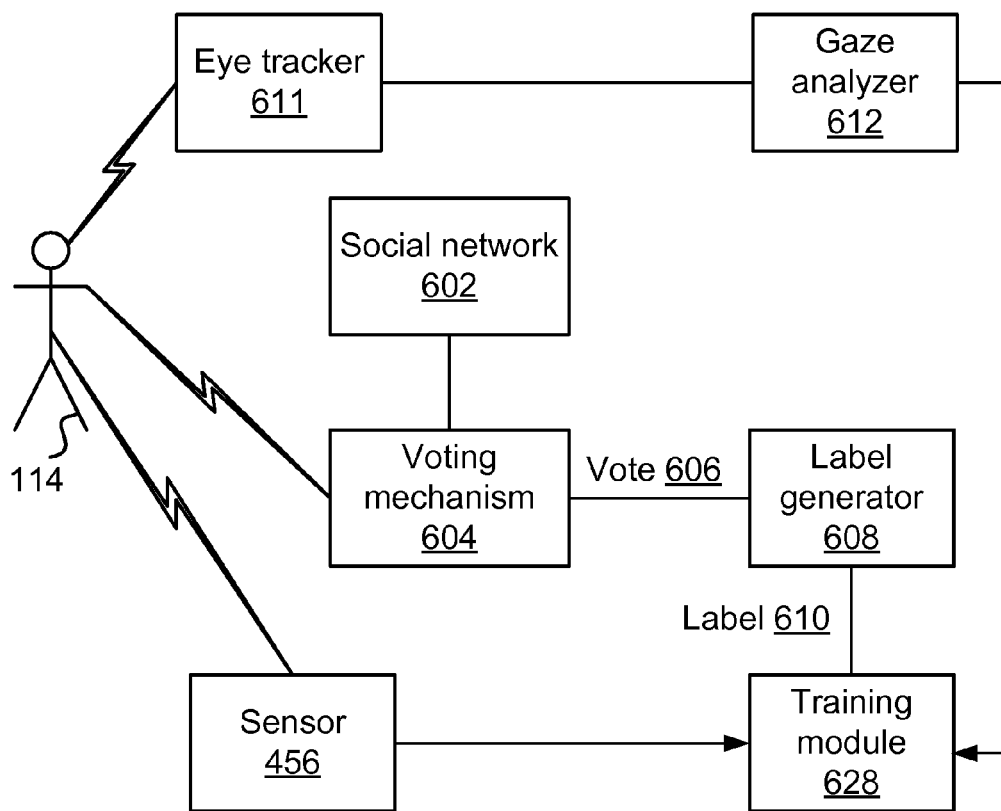 Eye tracker
611
Gaze
analyzer
612
Social network
602
114
Voting
mechanism
604
Vote 606
Label
generator
608
Label 610
Sensor
456
Training
module
628